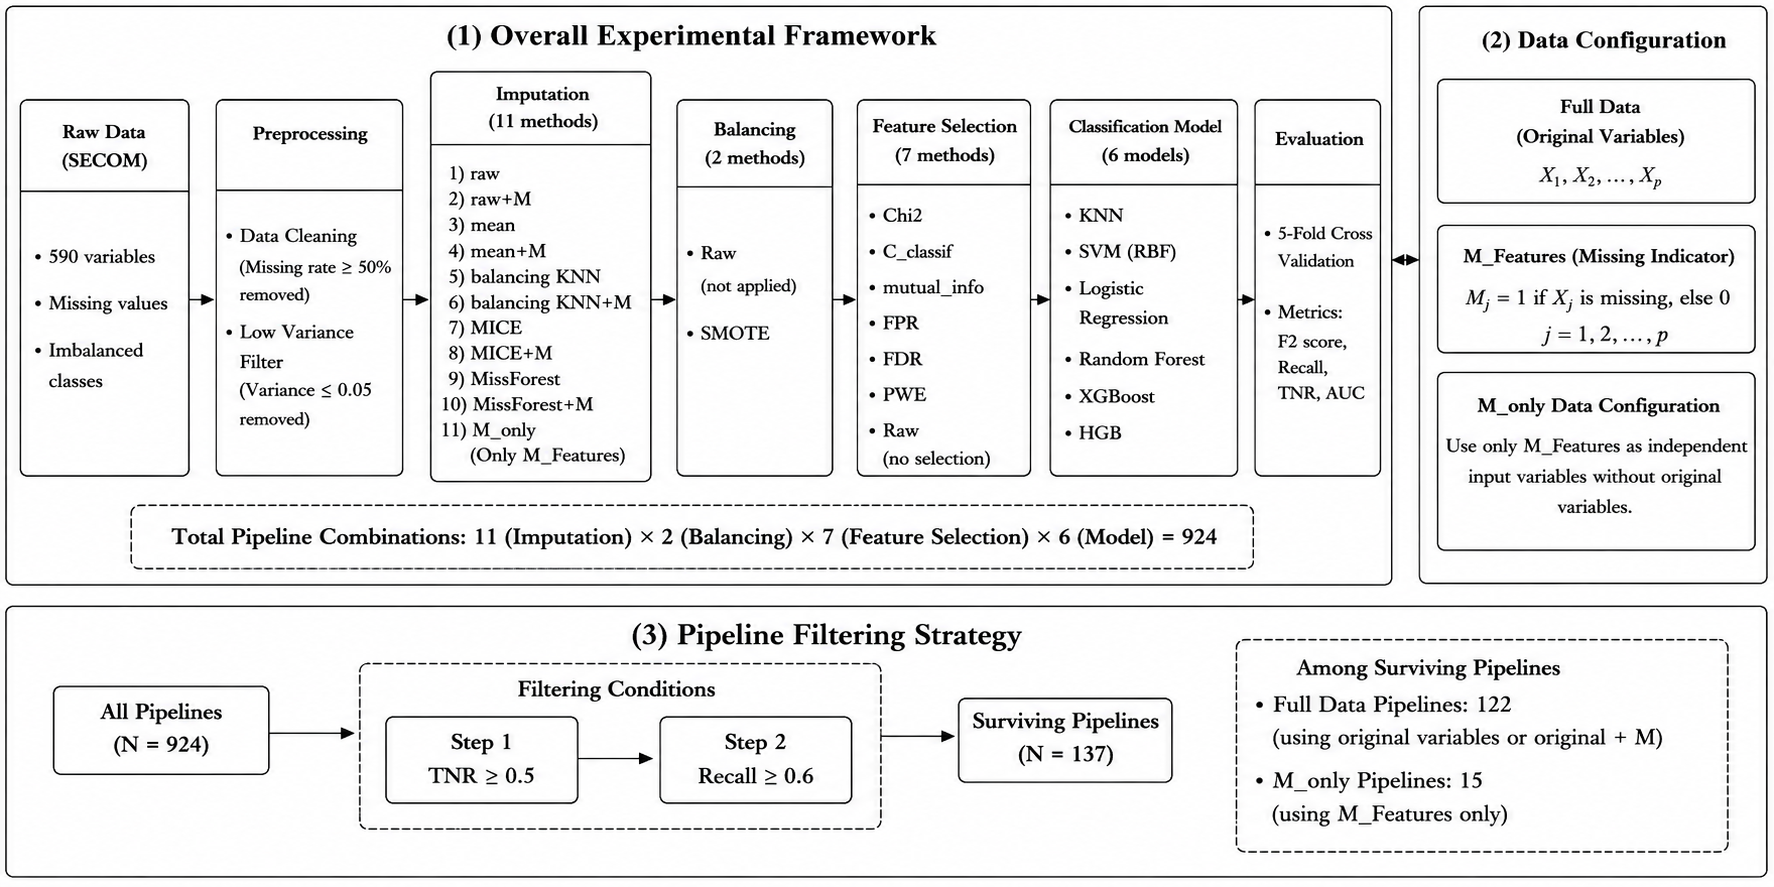 (1) Overall Experimental Framework
Raw Data
(SECOM)
• 590 variables
• Missing values
• Imbalanced
classes
Preprocessing
• Data Cleaning
(Missing rate ≥ 50%
removed)
• Low Variance
Filter
(Variance ≤ 0.05
removed)
Imputation
(11 methods)
1) raw
2) raw+M
3) mean
4) mean+M
5) balancing KNN
6) balancing KNN+M
7) MICE
8) MICE+M
9) MissForest
10) MissForest+M
11) M_only
(Only M_Features)
Balancing
(2 methods)
• Raw
(not applied)
• SMOTE
Feature Selection
(7 methods)
• Chi2
• C_classif
• mutual_info
• FPR
• FDR
• PWE
• Raw
(no selection)
Classification Model
(6 models)
• KNN
• SVM (RBF)
• Logistic
Regression
• Random Forest
• XGBoost
• HGB
Evaluation
• 5-Fold Cross
Validation
• Metrics:
F2 score,
Recall,
TNR, AUC
Total Pipeline Combinations: 11 (Imputation) × 2 (Balancing) × 7 (Feature Selection) × 6 (Model) = 924
(2) Data Configuration
Full Data
(Original Variables)
X₁, X₂, …, Xₚ
M_Features (Missing Indicator)
Mⱼ = 1 if Xⱼ is missing, else 0
j = 1, 2, …, p
M_only Data Configuration
Use only M_Features as independent
input variables without original
variables.
(3) Pipeline Filtering Strategy
All Pipelines
(N = 924)
Filtering Conditions
Step 1
TNR ≥ 0.5
Step 2
Recall ≥ 0.6
Surviving Pipelines
(N = 137)
Among Surviving Pipelines
• Full Data Pipelines: 122
(using original variables or original + M)
• M_only Pipelines: 15
(using M_Features only)